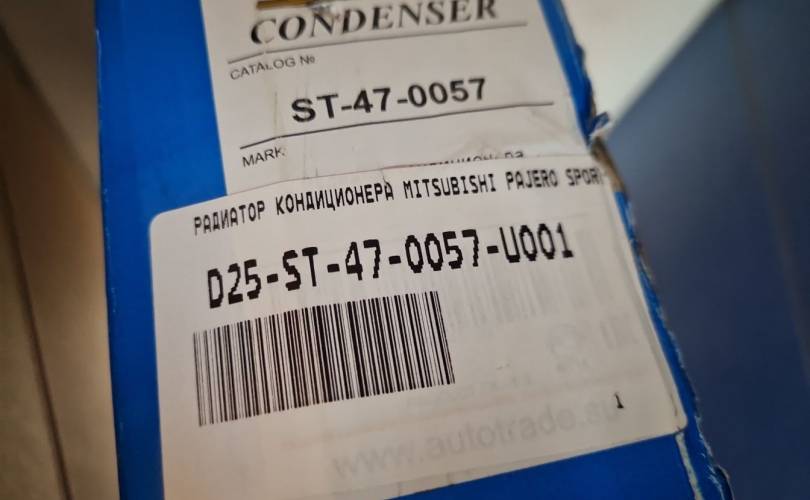 CONDENSER
CATALOG №
ST-47-0057
MARK
РАДИАТОР КОНДИЦИОНЕРА MITSUBISHI PAJERO SPOR
D25-ST-47-0057-U001
1
www.autotrade.su